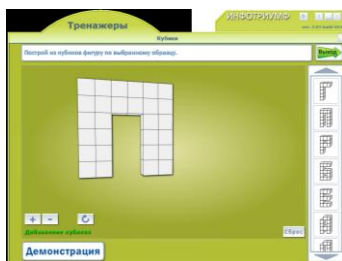 Тренажеры
ИНФОТРИУМФ
Кубики
Построй из кубиков фигуру по выбранному образцу.
Выход
+ -
Добавление кубиков
Сброс
Демонстрация